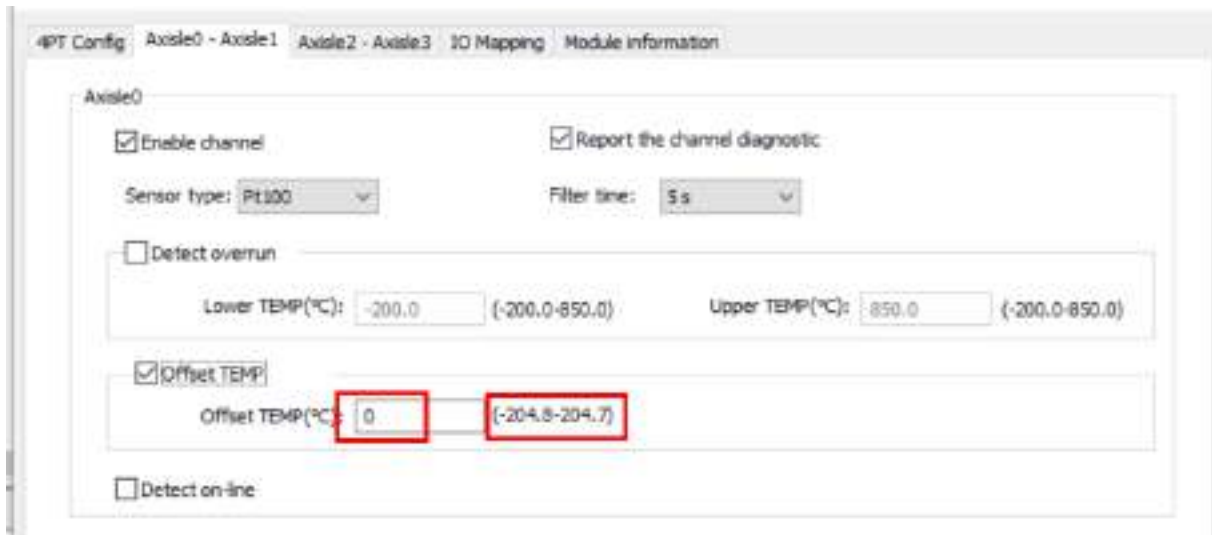 4PT Config Axisle0 - Axisle1 Axisle2 - Axisle3 IO Mapping Module information
Axisle0
Enable channel Report the channel diagnostic
Sensor type: Pt100 Filter time: 5 s
Detect overrun
Lower TEMP(°C): -200.0 (-200.0-850.0) Upper TEMP(°C): 850.0 (-200.0-850.0)
Offset TEMP
Offset TEMP(°C): 0 (-204.8-204.7)
Detect on-line